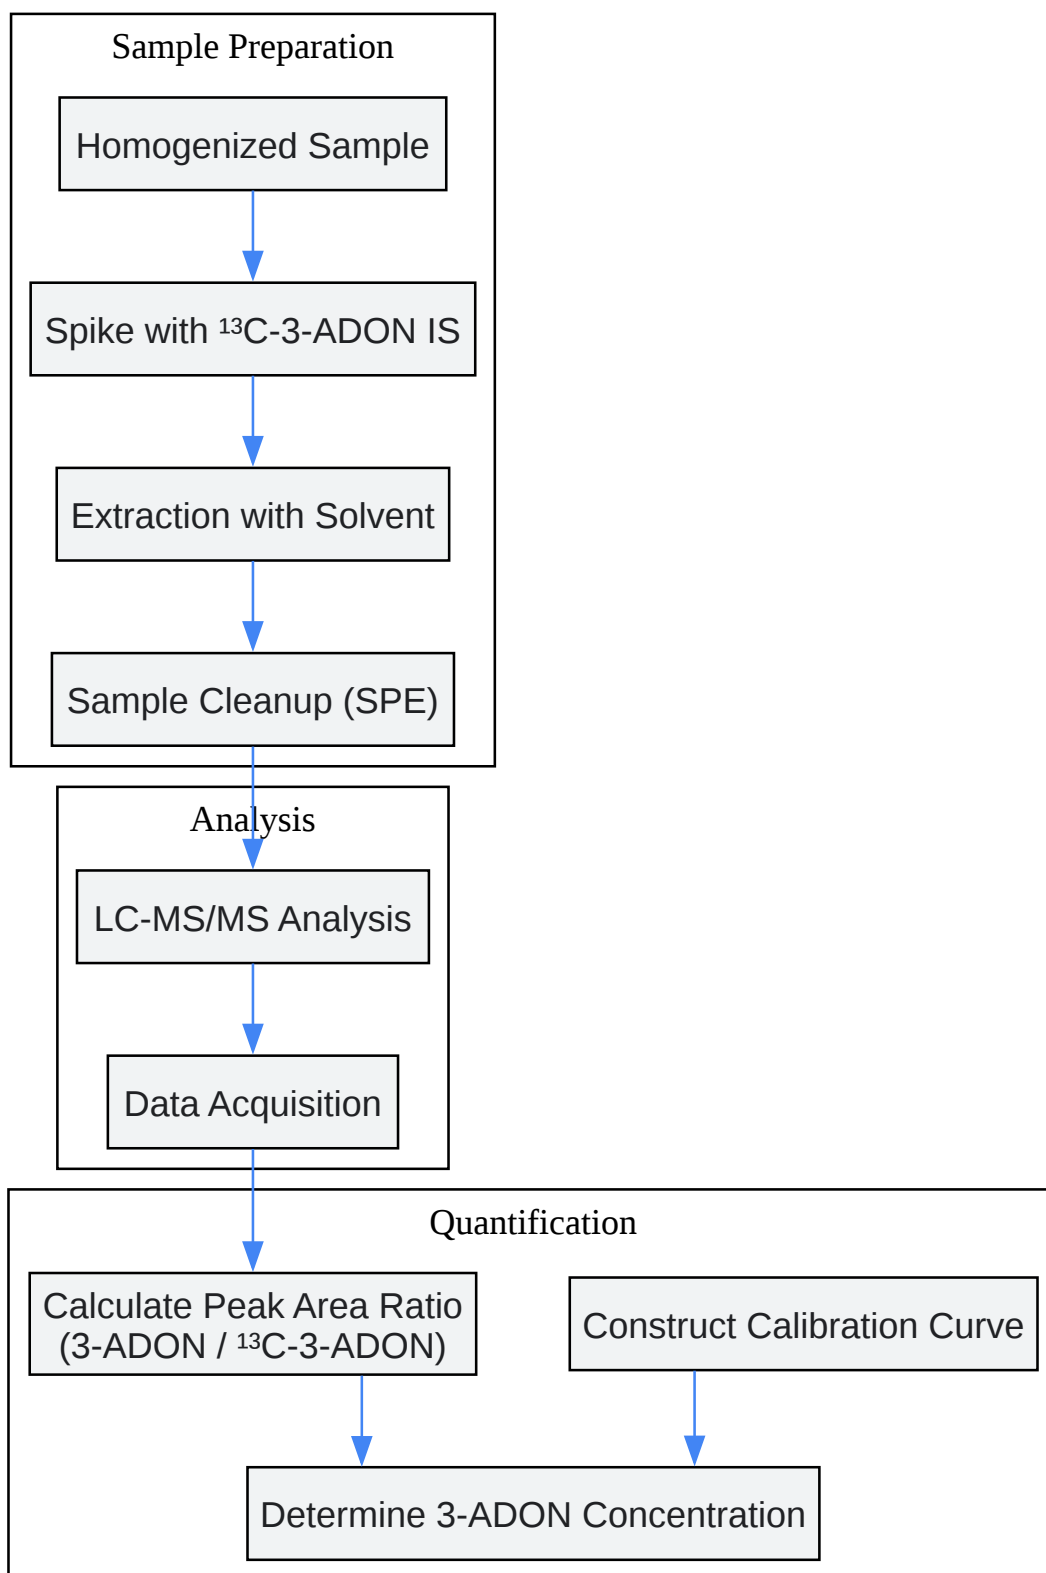 Sample Preparation
Homogenized Sample
Spike with ¹³C-3-ADON IS
Extraction with Solvent
Sample Cleanup (SPE)
Analysis
LC-MS/MS Analysis
Data Acquisition
Quantification
Calculate Peak Area Ratio
(3-ADON / ¹³C-3-ADON)
Construct Calibration Curve
Determine 3-ADON Concentration